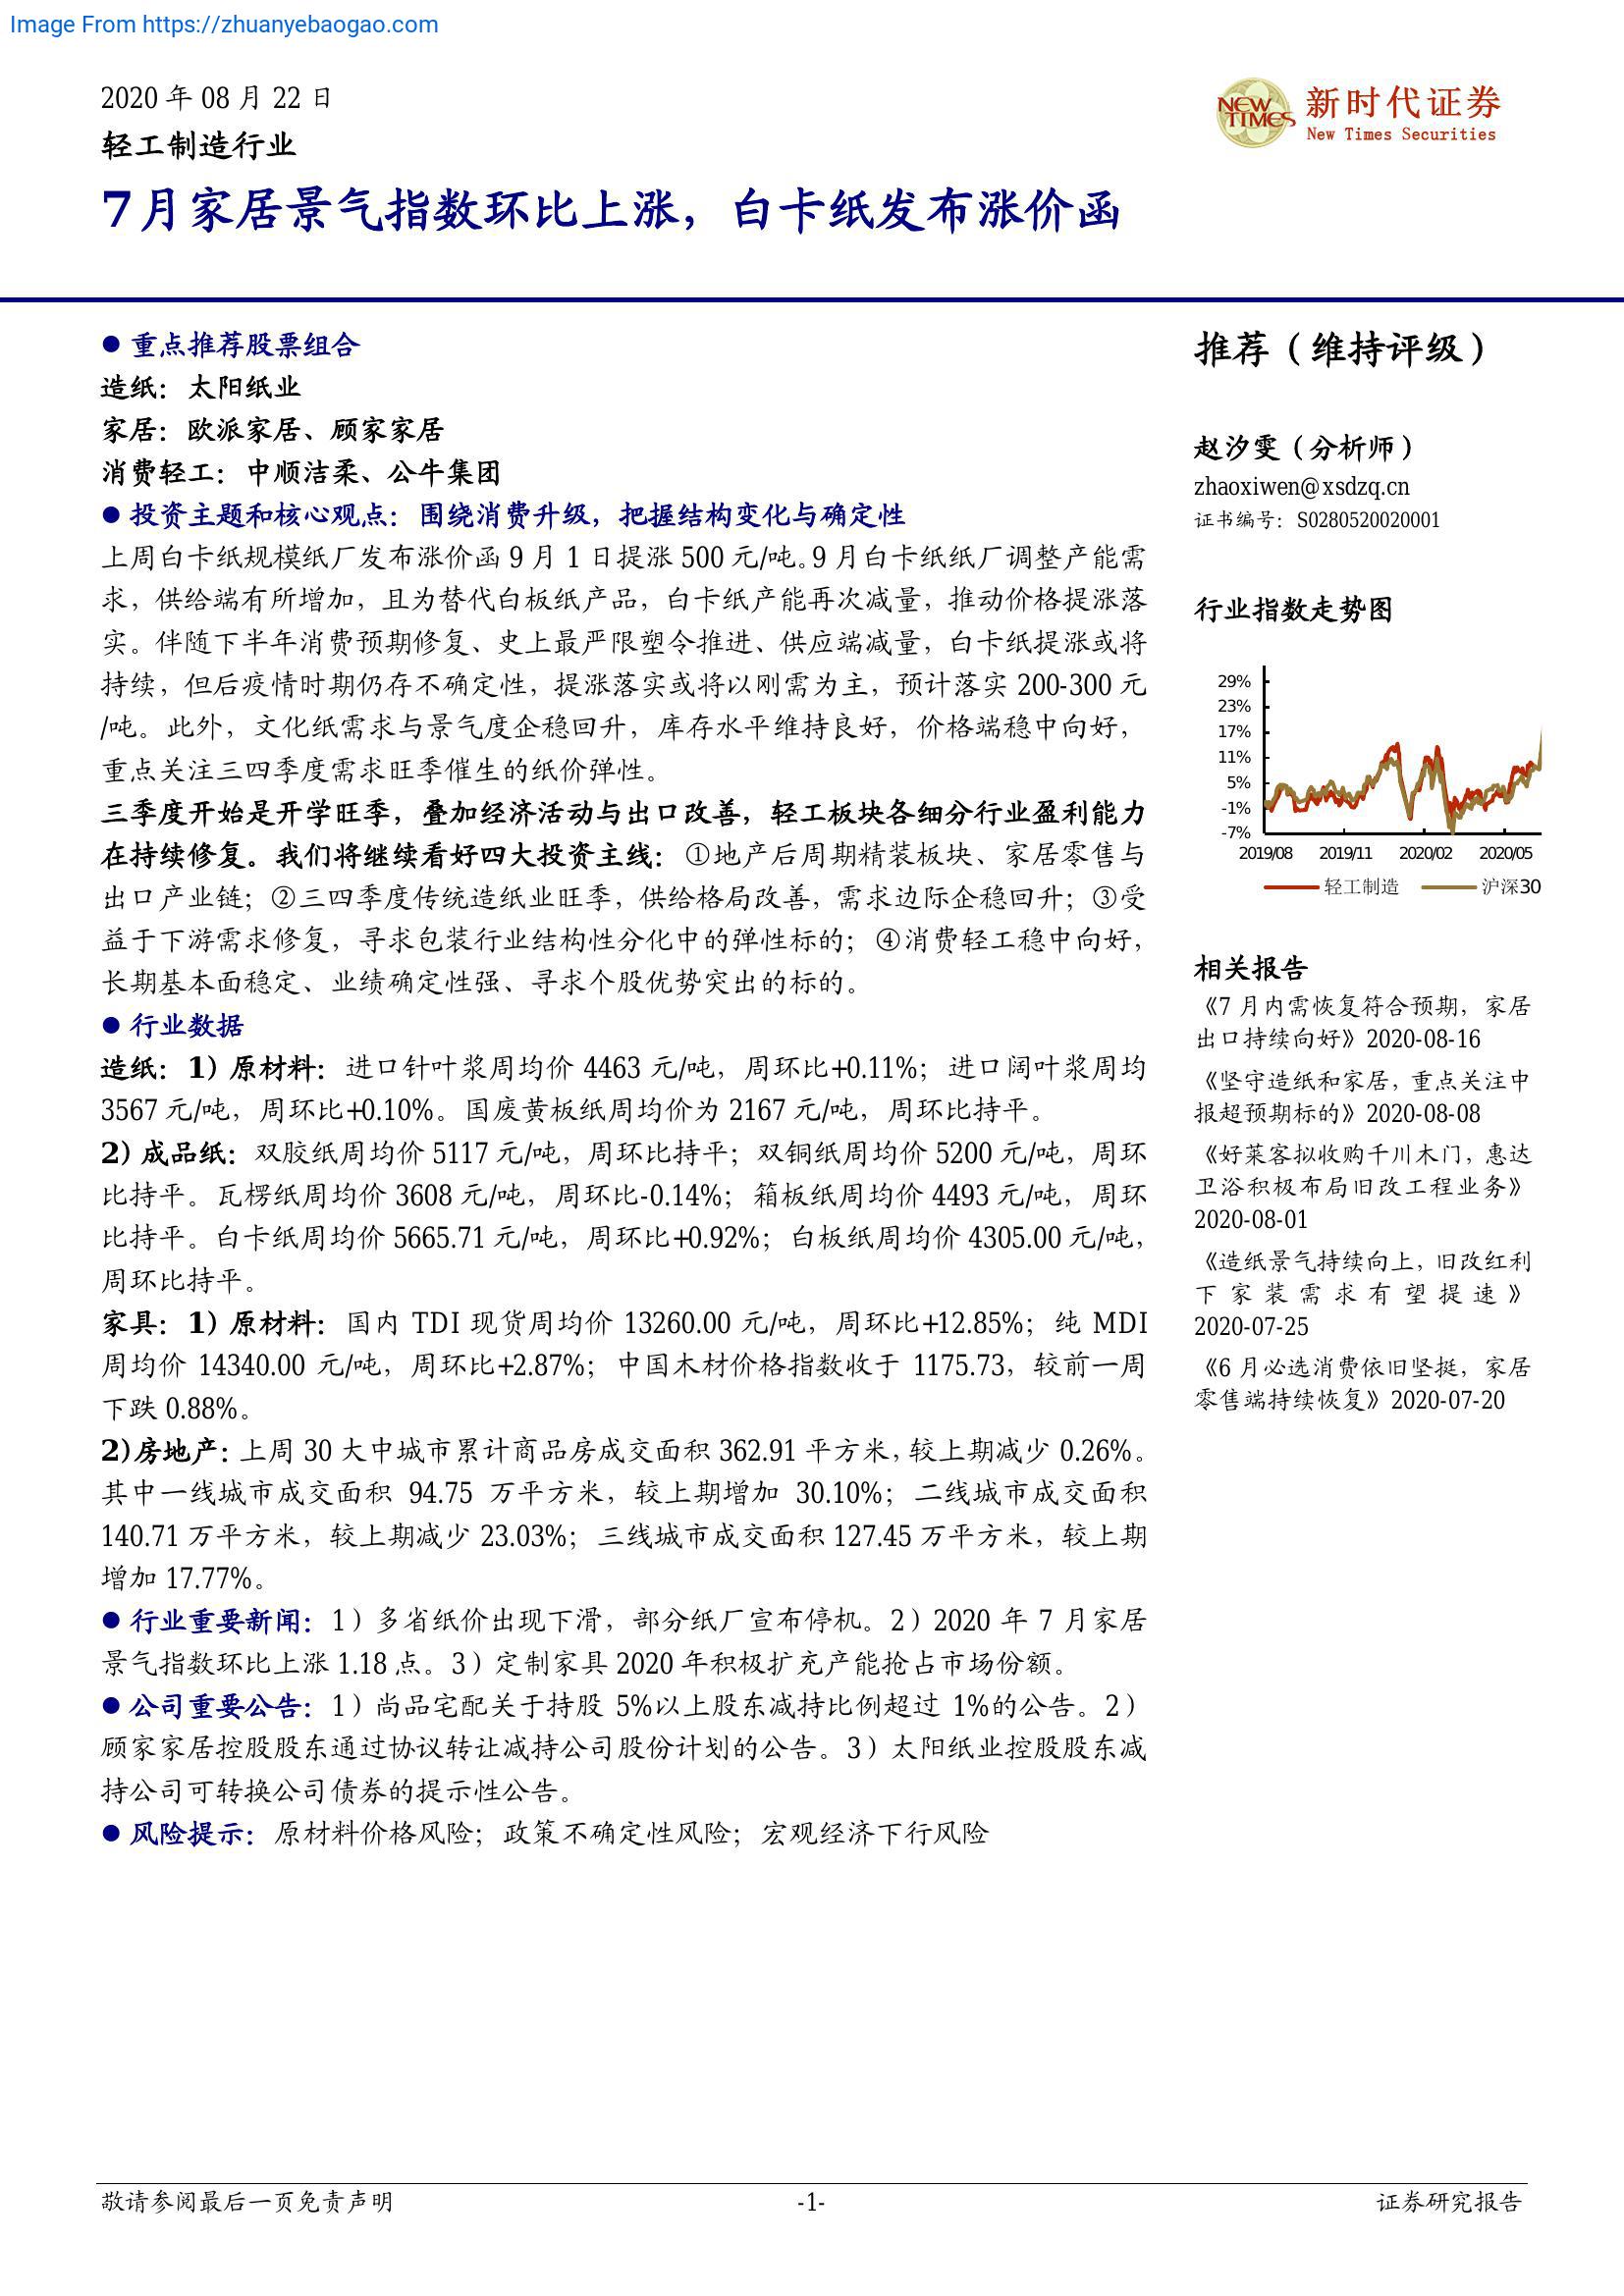 Image From https://zhuanyebaogao.com
2020 年 08 月 22 日
轻工制造行业
7月家居景气指数环比上涨，白卡纸发布涨价函
NEW TIMES
新时代证券
New Times Securities
● 重点推荐股票组合
造纸：太阳纸业
家居：欧派家居、顾家家居
消费轻工：中顺洁柔、公牛集团
● 投资主题和核心观点：围绕消费升级，把握结构变化与确定性
上周白卡纸规模纸厂发布涨价函 9 月 1 日提涨 500 元/吨。9 月白卡纸纸厂调整产能需
求，供给端有所增加，且为替代白板纸产品，白卡纸产能再次减量，推动价格提涨落
实。伴随下半年消费预期修复、史上最严限塑令推进、供应端减量，白卡纸提涨或将
持续，但后疫情时期仍存不确定性，提涨落实或将以刚需为主，预计落实 200-300 元
/吨。此外，文化纸需求与景气度企稳回升，库存水平维持良好，价格端稳中向好，
重点关注三四季度需求旺季催生的纸价弹性。
三季度开始是开学旺季，叠加经济活动与出口改善，轻工板块各细分行业盈利能力
在持续修复。我们将继续看好四大投资主线：①地产后周期精装板块、家居零售与
出口产业链；②三四季度传统造纸业旺季，供给格局改善，需求边际企稳回升；③受
益于下游需求修复，寻求包装行业结构性分化中的弹性标的；④消费轻工稳中向好，
长期基本面稳定、业绩确定性强、寻求个股优势突出的标的。
● 行业数据
造纸：1）原材料：进口针叶浆周均价 4463 元/吨，周环比+0.11%；进口阔叶浆周均
3567 元/吨，周环比+0.10%。国废黄板纸周均价为 2167 元/吨，周环比持平。
2）成品纸：双胶纸周均价 5117 元/吨，周环比持平；双铜纸周均价 5200 元/吨，周环
比持平。瓦楞纸周均价 3608 元/吨，周环比-0.14%；箱板纸周均价 4493 元/吨，周环
比持平。白卡纸周均价 5665.71 元/吨，周环比+0.92%；白板纸周均价 4305.00 元/吨，
周环比持平。
家具：1）原材料：国内 TDI 现货周均价 13260.00 元/吨，周环比+12.85%；纯 MDI
周均价 14340.00 元/吨，周环比+2.87%；中国木材价格指数收于 1175.73，较前一周
下跌 0.88%。
2)房地产：上周 30 大中城市累计商品房成交面积 362.91 平方米，较上期减少 0.26%。
其中一线城市成交面积 94.75 万平方米，较上期增加 30.10%；二线城市成交面积
140.71 万平方米，较上期减少 23.03%；三线城市成交面积 127.45 万平方米，较上期
增加 17.77%。
● 行业重要新闻：1）多省纸价出现下滑，部分纸厂宣布停机。2）2020 年 7 月家居
景气指数环比上涨 1.18 点。3）定制家具 2020 年积极扩充产能抢占市场份额。
● 公司重要公告：1）尚品宅配关于持股 5%以上股东减持比例超过 1%的公告。2）
顾家家居控股股东通过协议转让减持公司股份计划的公告。3）太阳纸业控股股东减
持公司可转换公司债券的提示性公告。
● 风险提示：原材料价格风险；政策不确定性风险；宏观经济下行风险
推荐（维持评级）
赵汐雯（分析师）
zhaoxiwen@xsdzq.cn
证书编号：S0280520020001
行业指数走势图
29%
23%
17%
11%
5%
-1%
-7%
2019/08 2019/11 2020/02 2020/05
轻工制造 沪深30
相关报告
《7 月内需恢复符合预期，家居
出口持续向好》2020-08-16
《坚守造纸和家居，重点关注中
报超预期标的》2020-08-08
《好莱客拟收购千川木门，惠达
卫浴积极布局旧改工程业务》
2020-08-01
《造纸景气持续向上，旧改红利
下家装需求有望提速》
2020-07-25
《6 月必选消费依旧坚挺，家居
零售端持续恢复》2020-07-20
敬请参阅最后一页免责声明
-1-
证券研究报告